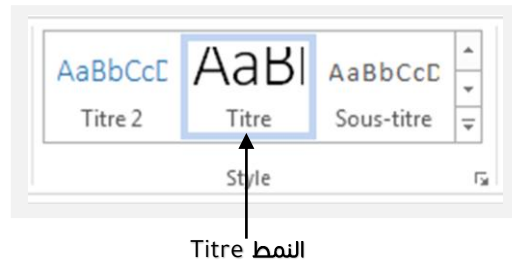 AaBbCcD AaBl AaBbCcD
Titre 2 Titre Sous-titre
Style
النمط Titre